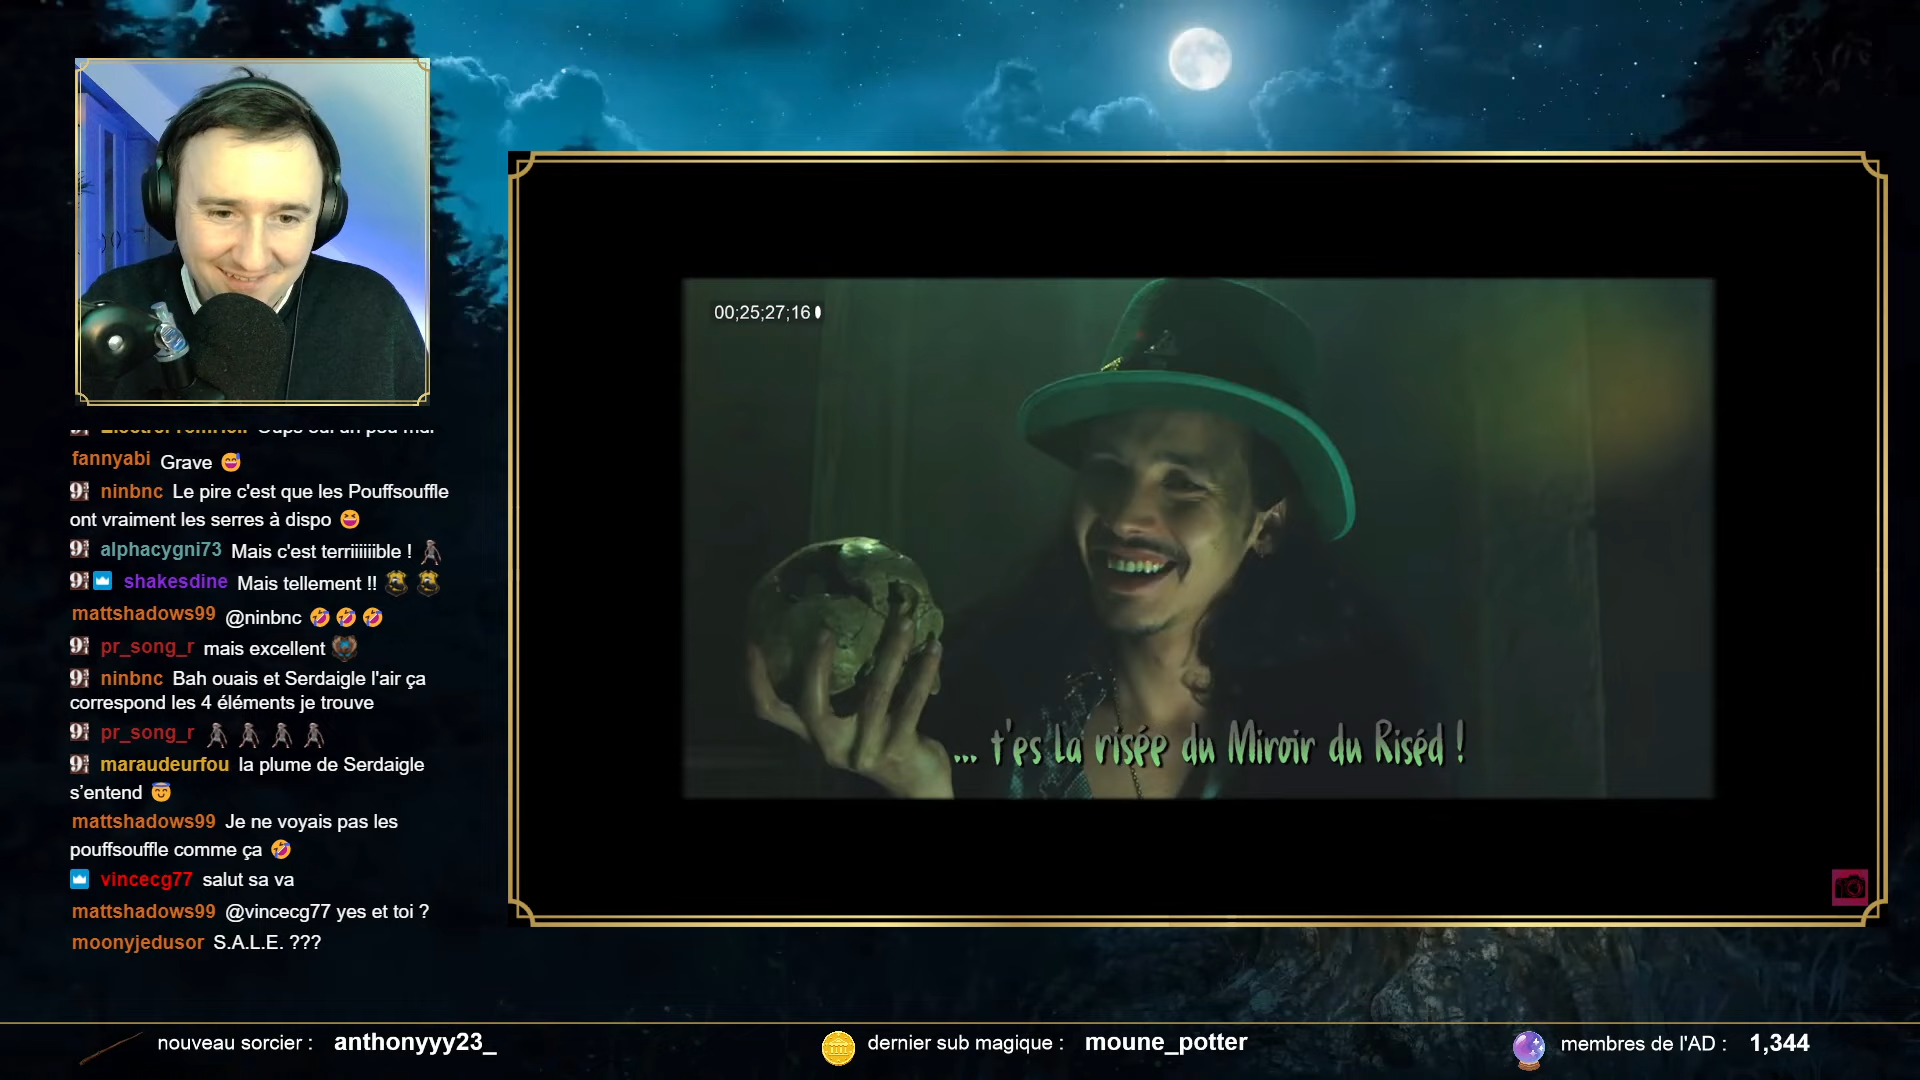 fannyabi Grave
ninbnc Le pire c'est que les Pouffsouffle
ont vraiment les serres à dispo
alphacygni73 Mais c'est terriiiiiible !
shakesdine Mais tellement !!
mattshadows99 @ninbnc
pr_song_r mais excellent
ninbnc Bah ouais et Serdaigle l'air ça
correspond les 4 éléments je trouve
pr_song_r
maraudeurfou la plume de Serdaigle
s'entend
mattshadows99 Je ne voyais pas les
pouffsouffle comme ça
vincecg77 salut sa va
mattshadows99 @vincecg77 yes et toi ?
moonyjedusor S.A.L.E. ???
00;25;27;16
... t'es la risée du Miroir du Riséd !
nouveau sorcier : anthonyyy23_
dernier sub magique : moune_potter
membres de l'AD : 1,344